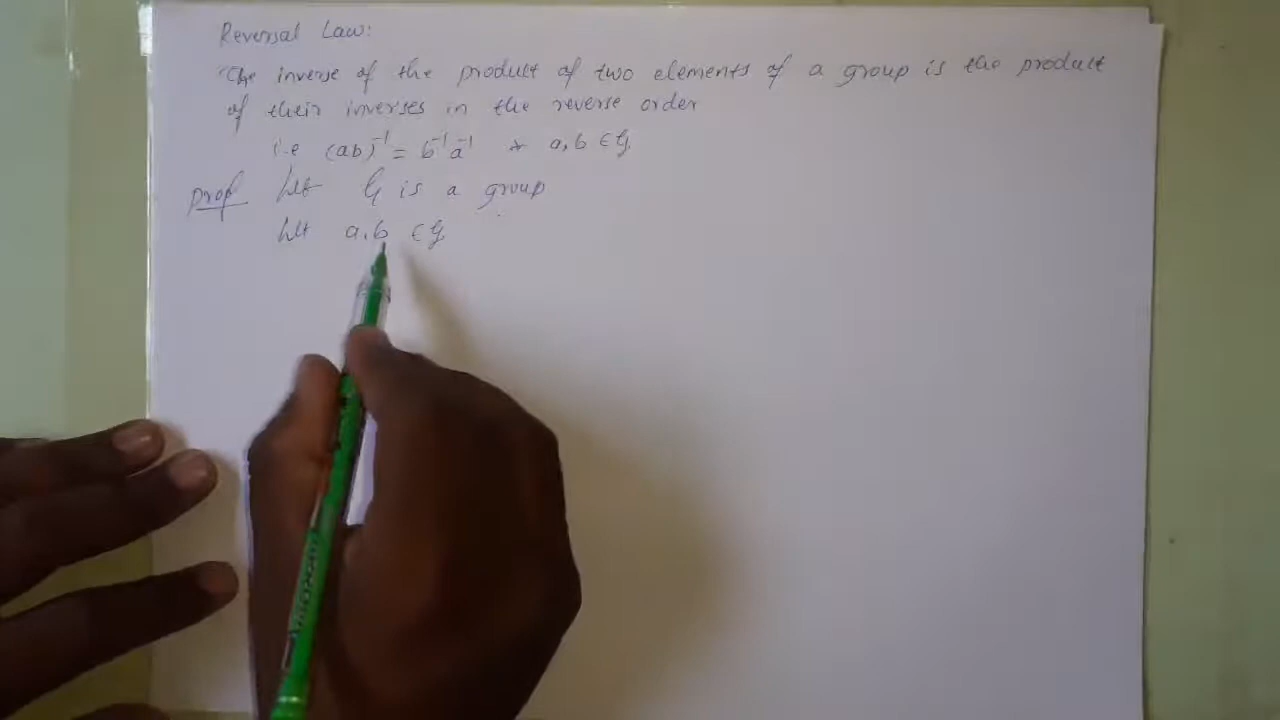 Reversal Law:
The inverse of the product of two elements of a group is the product
of their inverses in the reverse order
i.e (ab)⁻¹ = b⁻¹a⁻¹ ∀ a,b ∈ G
Proof Let G is a group
Let a,b ∈ G